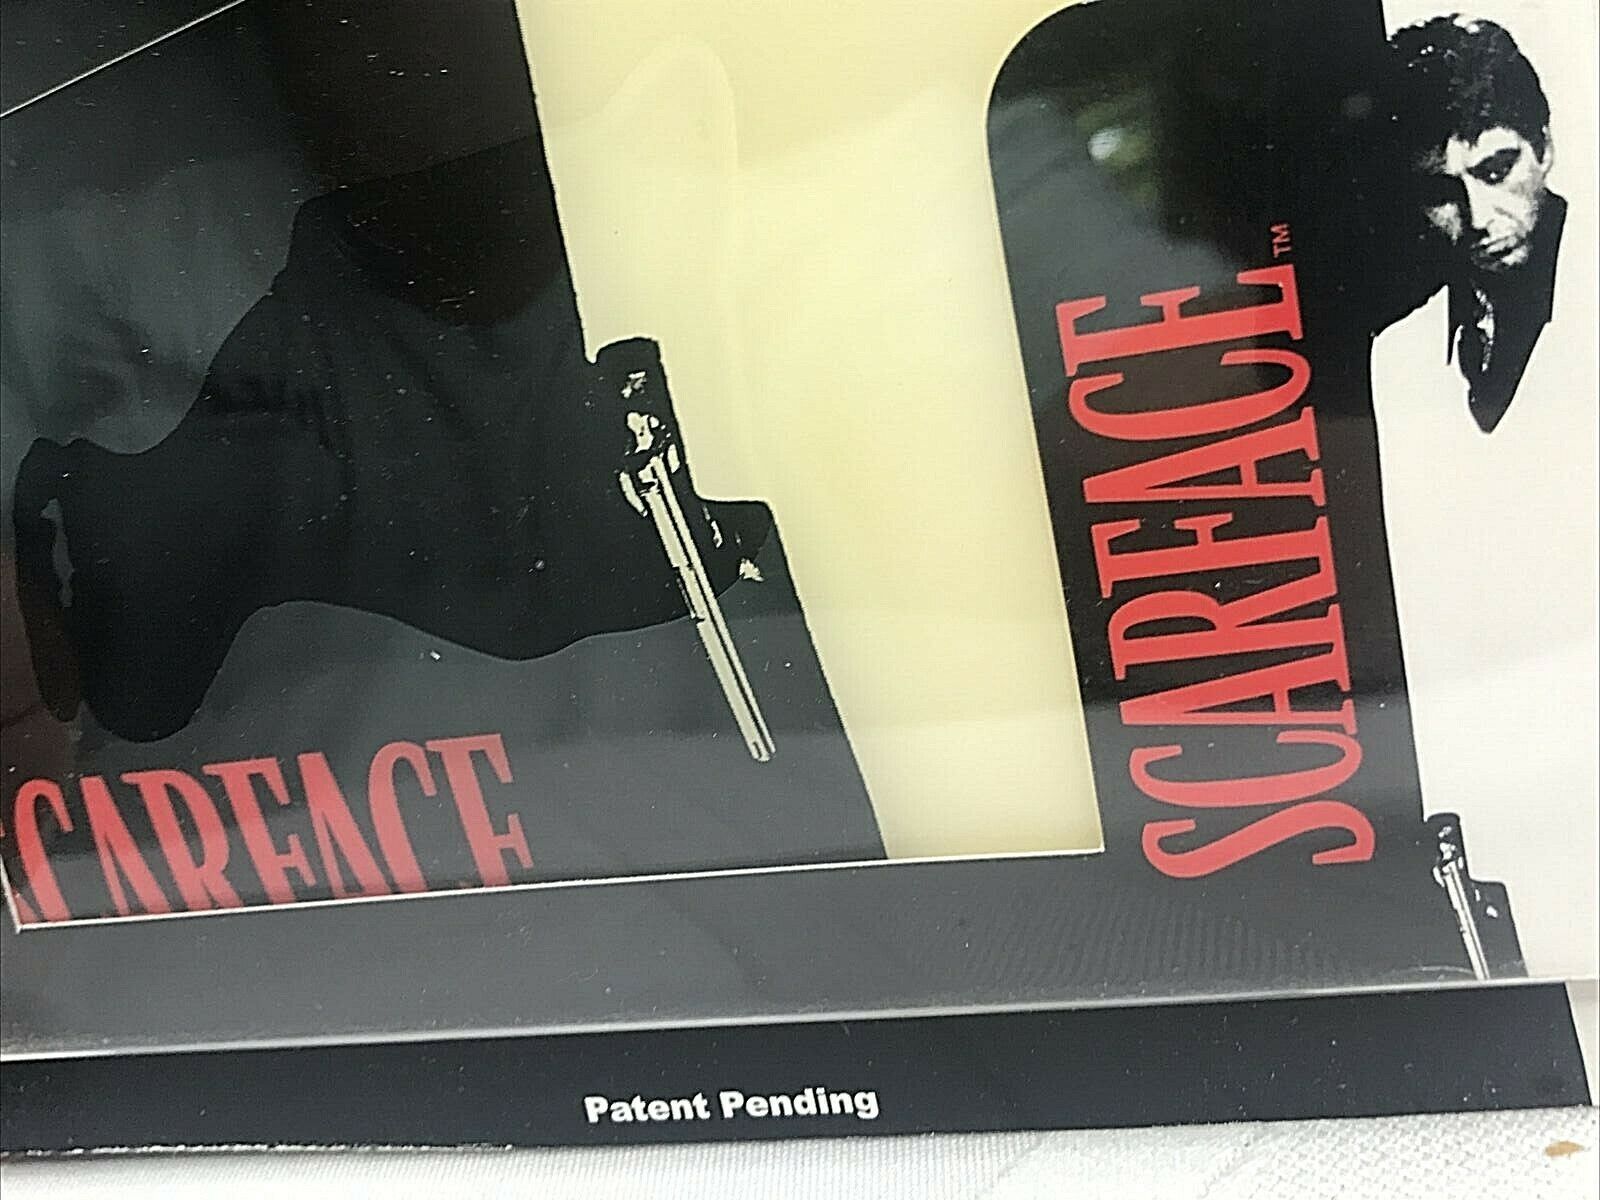 SCARFACE™
CARFACE
Patent Pending